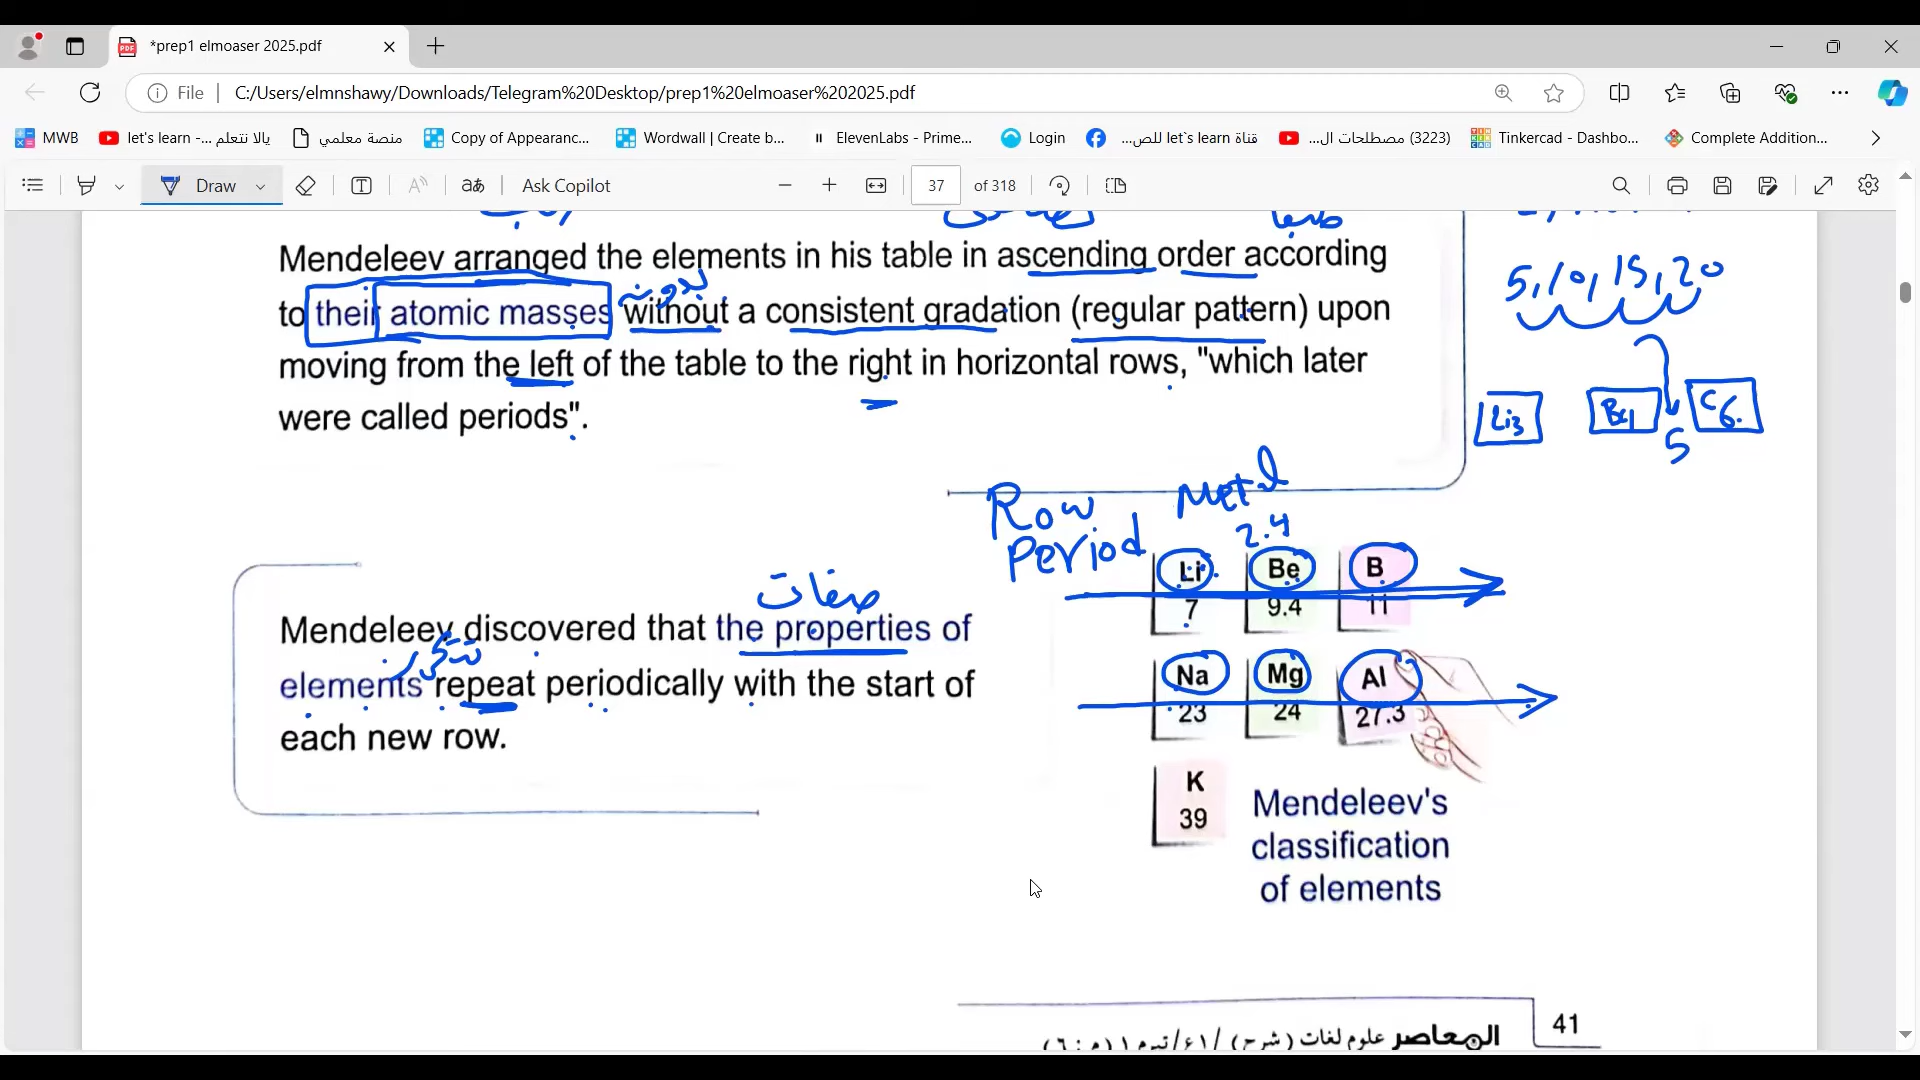 *prep1 elmoaser 2025.pdf
File
C:/Users/elmnshawy/Downloads/Telegram%20Desktop/prep1%20elmoaser%202025.pdf
MWB
let's learn -... يالا نتعلم
منصة معلمي
Copy of Appearanc...
Wordwall | Create b...
ElevenLabs - Prime...
Login
قناة let`s learn للص...
(3223) مصطلحات ال...
Tinkercad - Dashbo...
Complete Addition...
Draw
Ask Copilot
37 of 318
Mendeleev arranged the elements in his table in ascending order according
to their atomic masses without a consistent gradation (regular pattern) upon
moving from the left of the table to the right in horizontal rows, "which later
were called periods".
بدون
5, 10, 15, 20
Li3
C6
5
Row
Period
Metal
2.4
Li Be B
7 9.4 11
Na Mg Al
23 24 27.3
K
39
Mendeleev's
classification
of elements
صفات
Mendeleev discovered that the properties of
تتكرر
elements repeat periodically with the start of
each new row.
المعاصر علوم لغات (شرح) /١ع/ تيرم ١ (م : ٦)
41